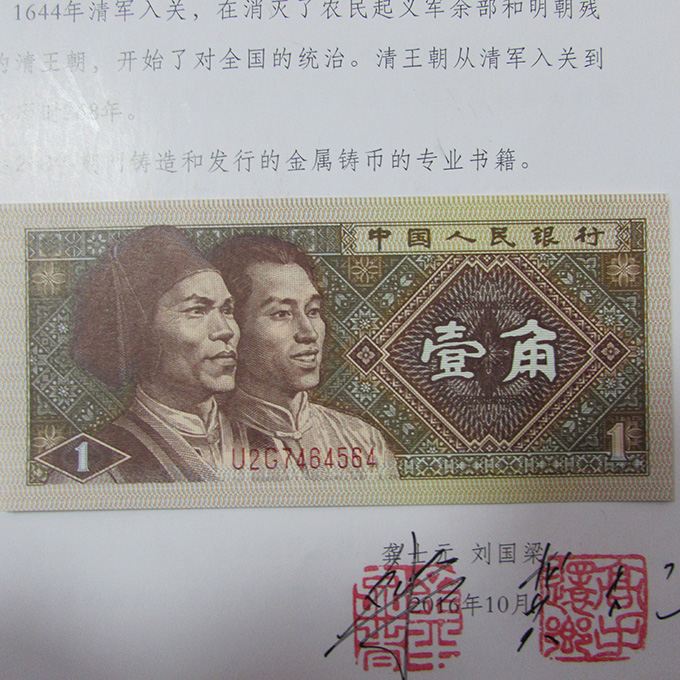 1644年清军入关，在消灭了农民起义军余部和明朝残
的清王朝，开始了对全国的统治。清王朝从清军入关到
年。
铸造和发行的金属铸币的专业书籍。
中国人民银行
壹角
1
U2G7464564
1
龚士元 刘国梁
2016年10月